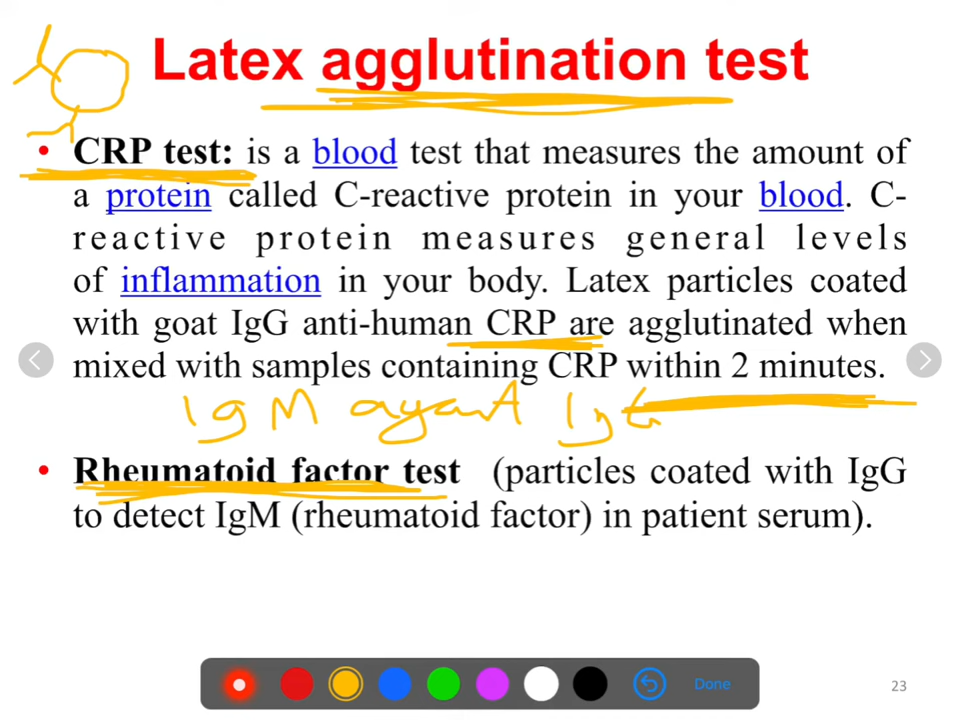 Latex agglutination test
• CRP test: is a blood test that measures the amount of
a protein called C-reactive protein in your blood. C-
reactive protein measures general levels
of inflammation in your body. Latex particles coated
with goat IgG anti-human CRP are agglutinated when
mixed with samples containing CRP within 2 minutes.
IgM against IgG
• Rheumatoid factor test (particles coated with IgG
to detect IgM (rheumatoid factor) in patient serum).
Done
23